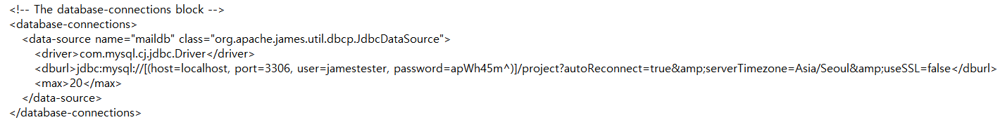 <!-- The database-connections block -->
<database-connections>
<data-source name="maildb" class="org.apache.james.util.dbcp.JdbcDataSource">
<driver>com.mysql.cj.jdbc.Driver</driver>
<dburl>jdbc:mysql://[(host=localhost, port=3306, user=jamestester, password=apWh45m^)]/project?autoReconnect=true&amp;serverTimezone=Asia/Seoul&amp;useSSL=false</dburl>
<max>20</max>
</data-source>
</database-connections>